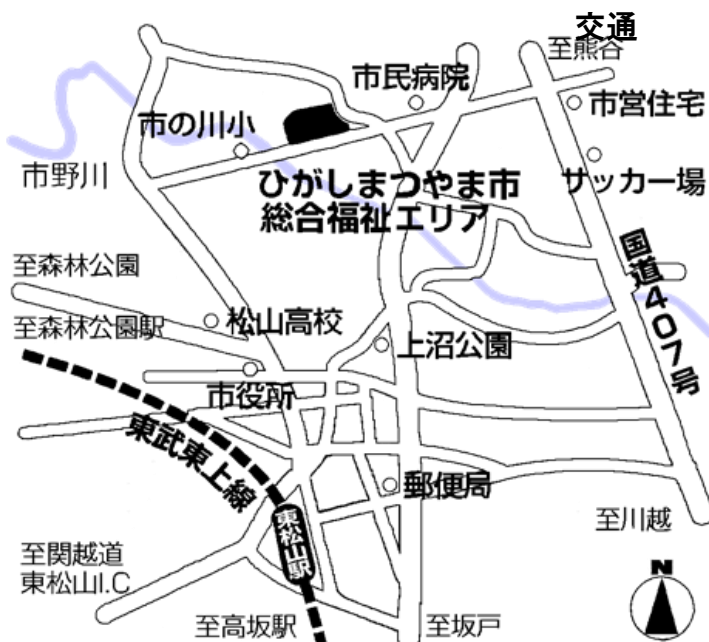 交通
至熊谷
市民病院
市営住宅
市の川小
市野川
ひがしまつやま市
総合福祉エリア
サッカー場
国道407号
至森林公園
至森林公園駅
松山高校
上沼公園
市役所
東武東上線
郵便局
東松山駅
至川越
至関越道
東松山I.C
至高坂駅
至坂戸
N